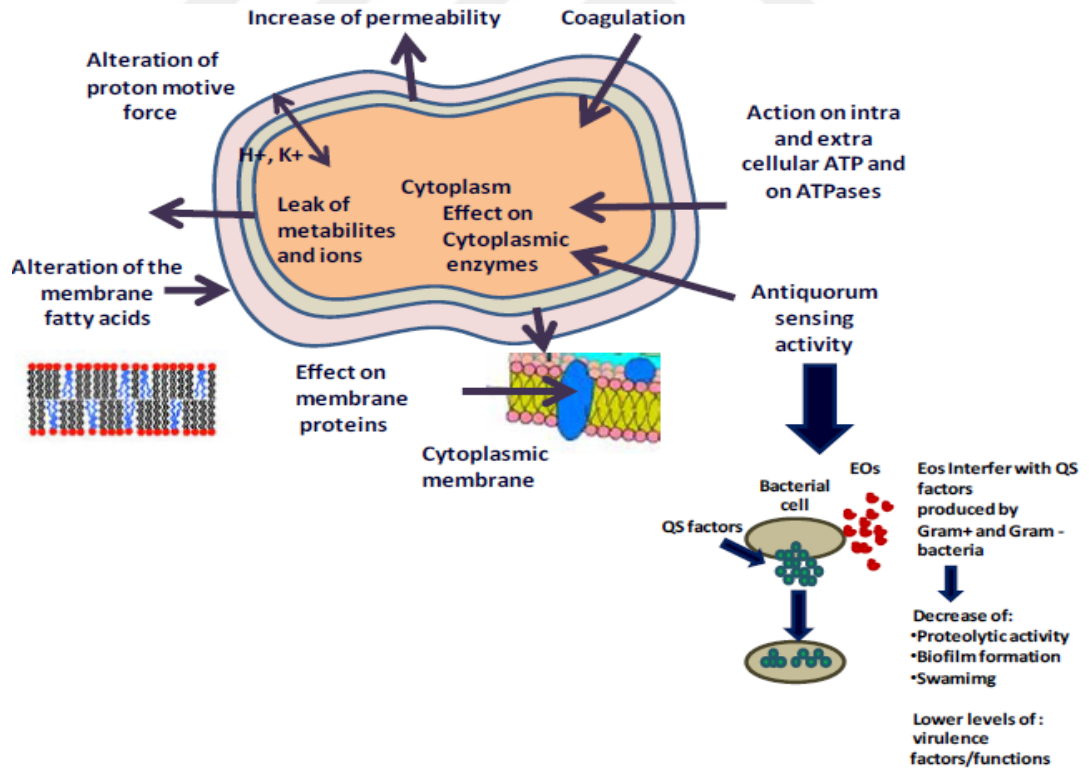 Increase of permeability
Coagulation
Alteration of
proton motive
force
H+, K+
Action on intra
and extra
cellular ATP and
on ATPases
Cytoplasm
Effect on
Cytoplasmic
enzymes
Leak of
metabilites
and ions
Alteration of the
membrane
fatty acids
Antiquorum
sensing
activity
Effect on
membrane
proteins
Cytoplasmic
membrane
EOs
Bacterial
cell
QS factors
Eos Interfer with QS
factors
produced by
Gram+ and Gram -
bacteria
Decrease of:
•Proteolytic activity
•Biofilm formation
•Swamimg
Lower levels of :
virulence
factors/functions